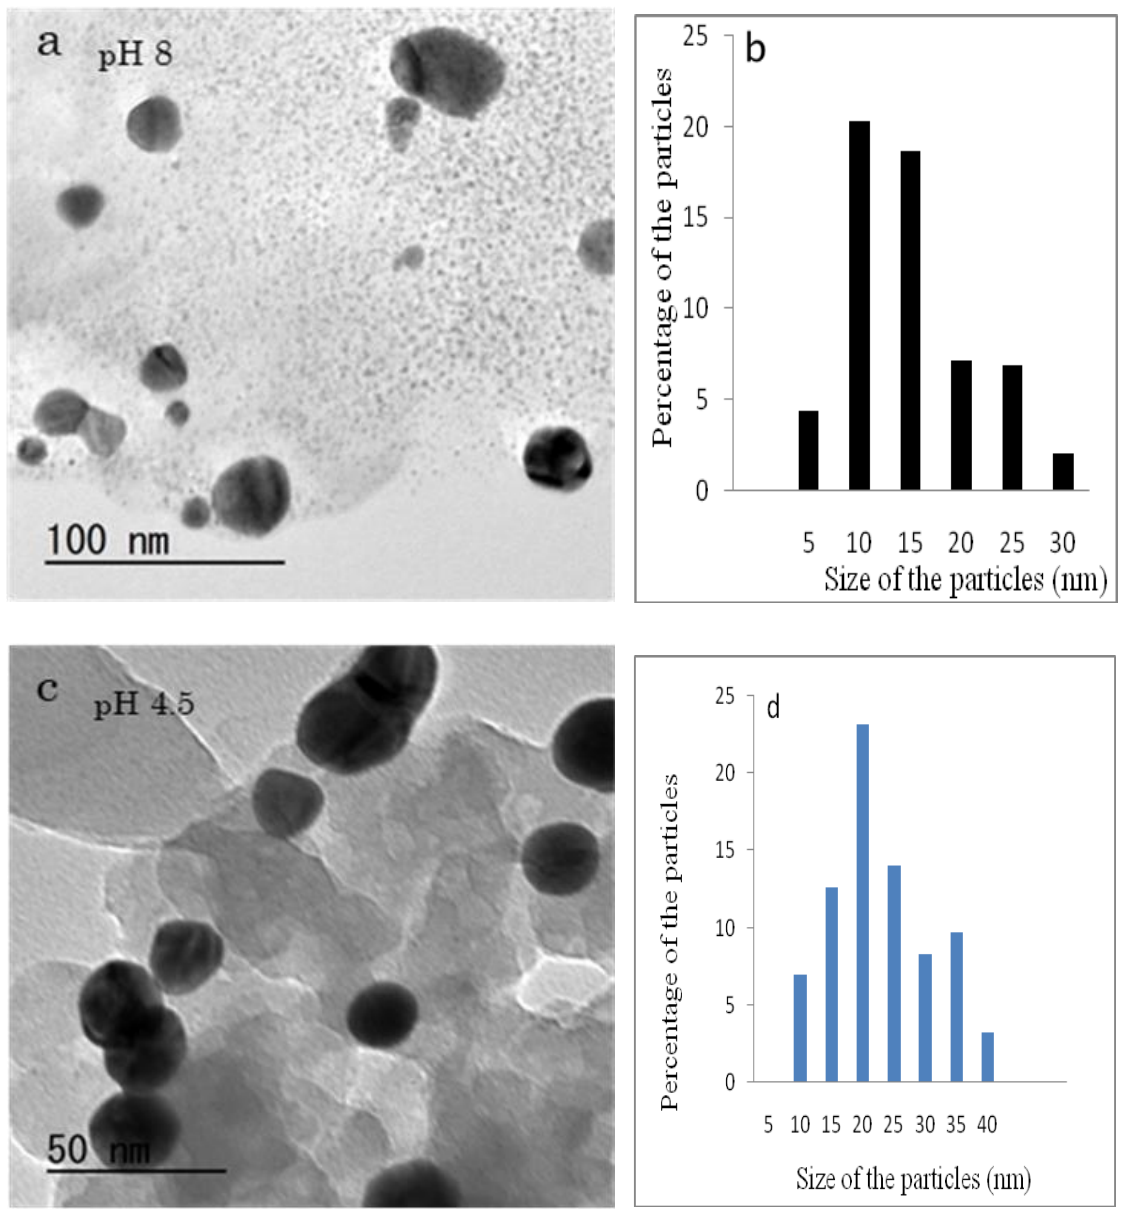 a
pH 8
100 nm
b
Percentage of the particles
25
20
15
10
5
0
5 10 15 20 25 30
Size of the particles (nm)
c
pH 4.5
50 nm
d
Percentage of the particles
25
20
15
10
5
0
5 10 15 20 25 30 35 40
Size of the particles (nm)